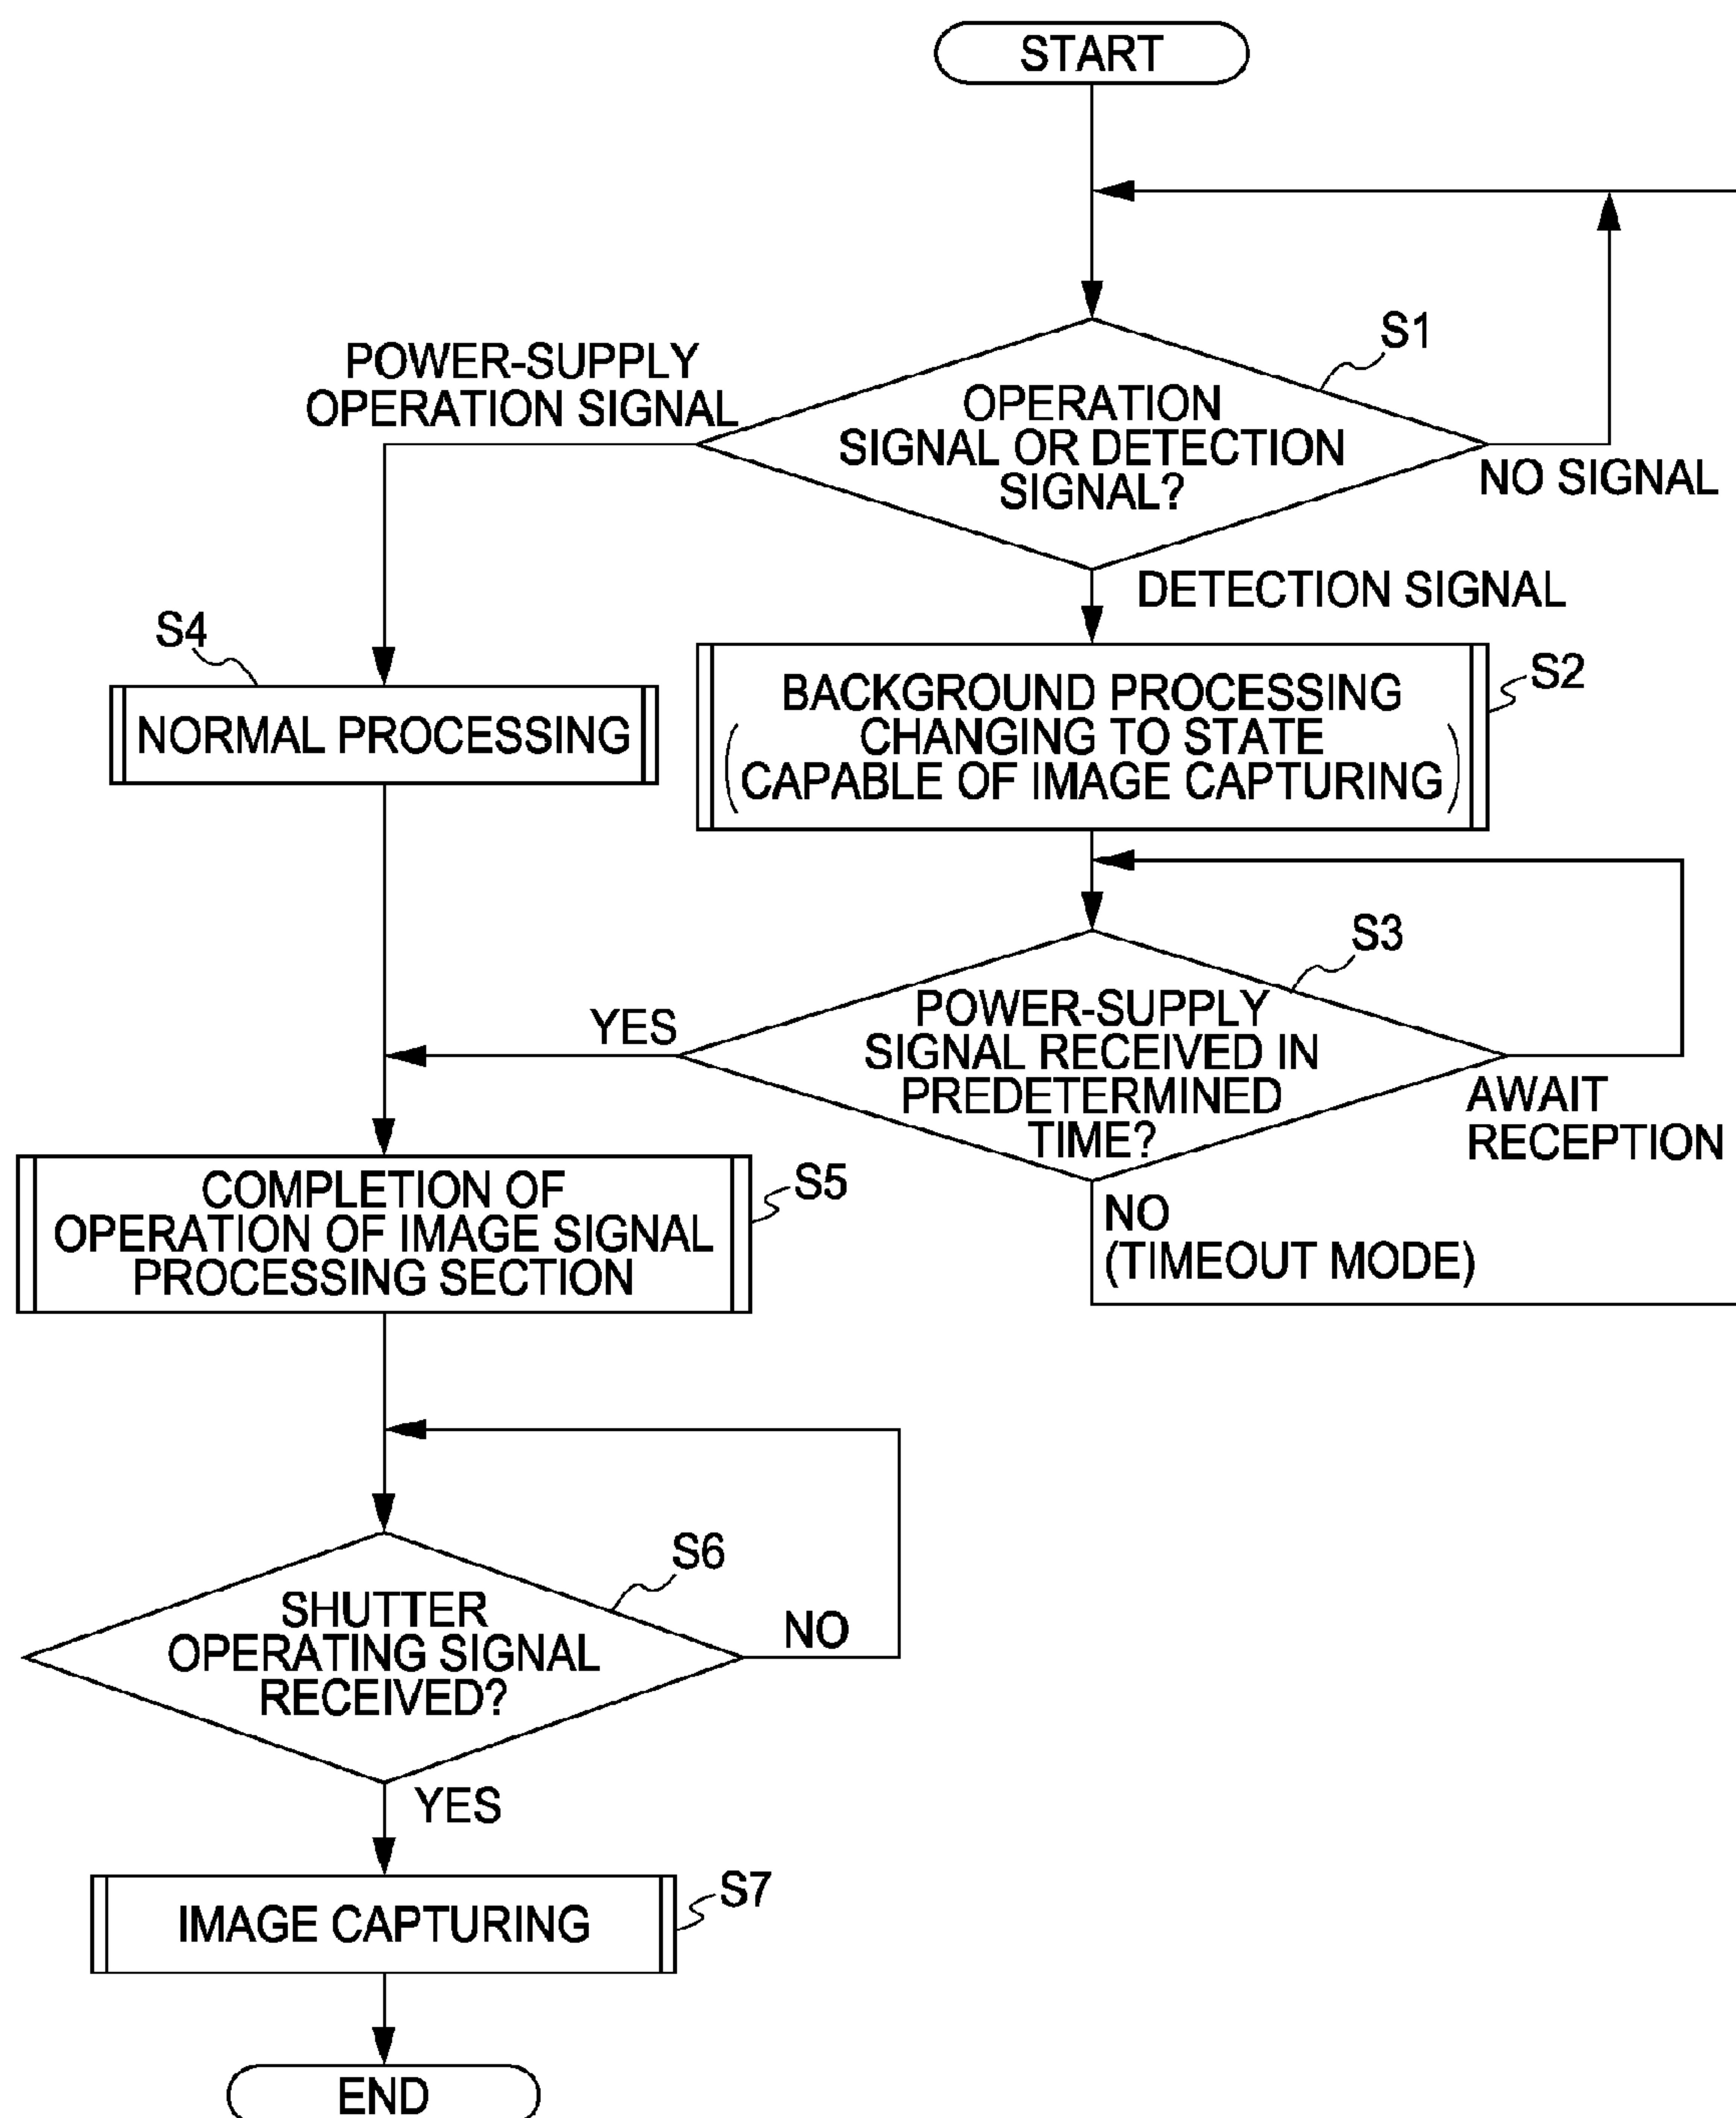 START
S1
POWER-SUPPLY
OPERATION SIGNAL
OPERATION
SIGNAL OR DETECTION
SIGNAL?
NO SIGNAL
DETECTION SIGNAL
S4
NORMAL PROCESSING
S2
BACKGROUND PROCESSING
CHANGING TO STATE
(CAPABLE OF IMAGE CAPTURING)
S3
YES
POWER-SUPPLY
SIGNAL RECEIVED IN
PREDETERMINED
TIME?
AWAIT
RECEPTION
NO
(TIMEOUT MODE)
COMPLETION OF
OPERATION OF IMAGE SIGNAL
PROCESSING SECTION
S5
S6
SHUTTER
OPERATING SIGNAL
RECEIVED?
NO
YES
S7
IMAGE CAPTURING
END